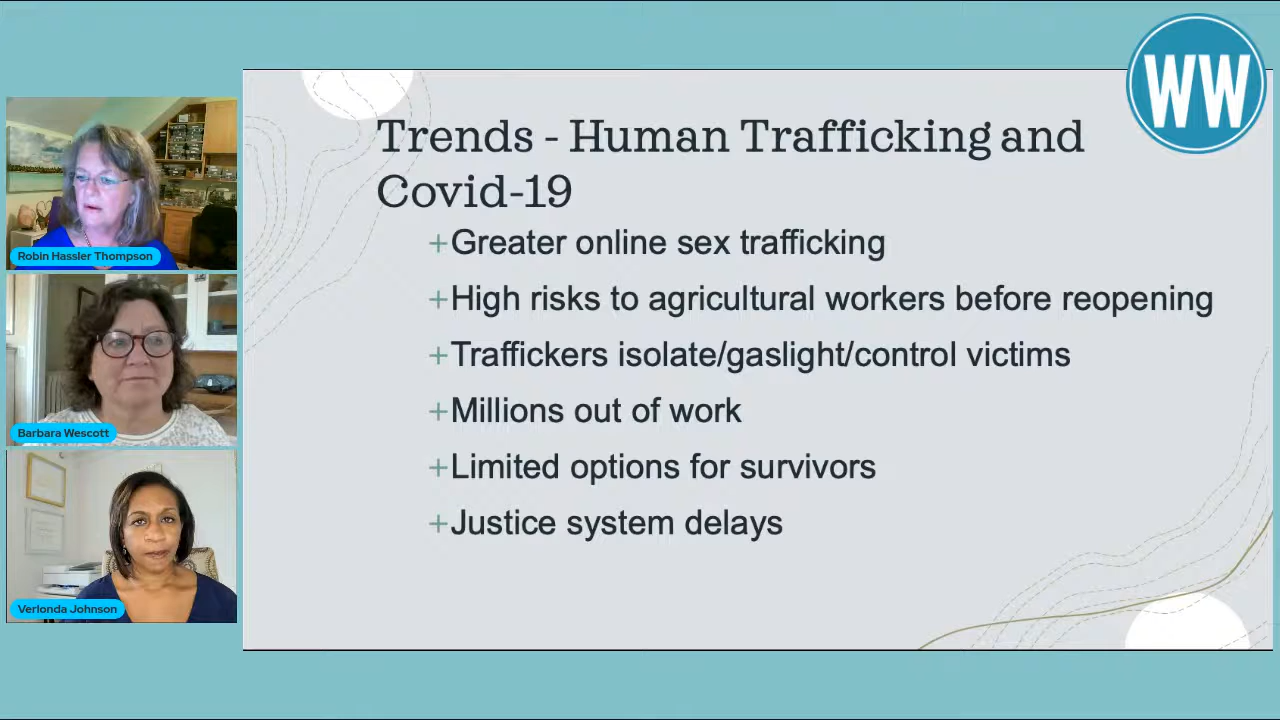 WW
Trends - Human Trafficking and
Covid-19
+Greater online sex trafficking
+High risks to agricultural workers before reopening
+Traffickers isolate/gaslight/control victims
+Millions out of work
+Limited options for survivors
+Justice system delays
Robin Hassler Thompson
Barbara Wescott
Verlonda Johnson